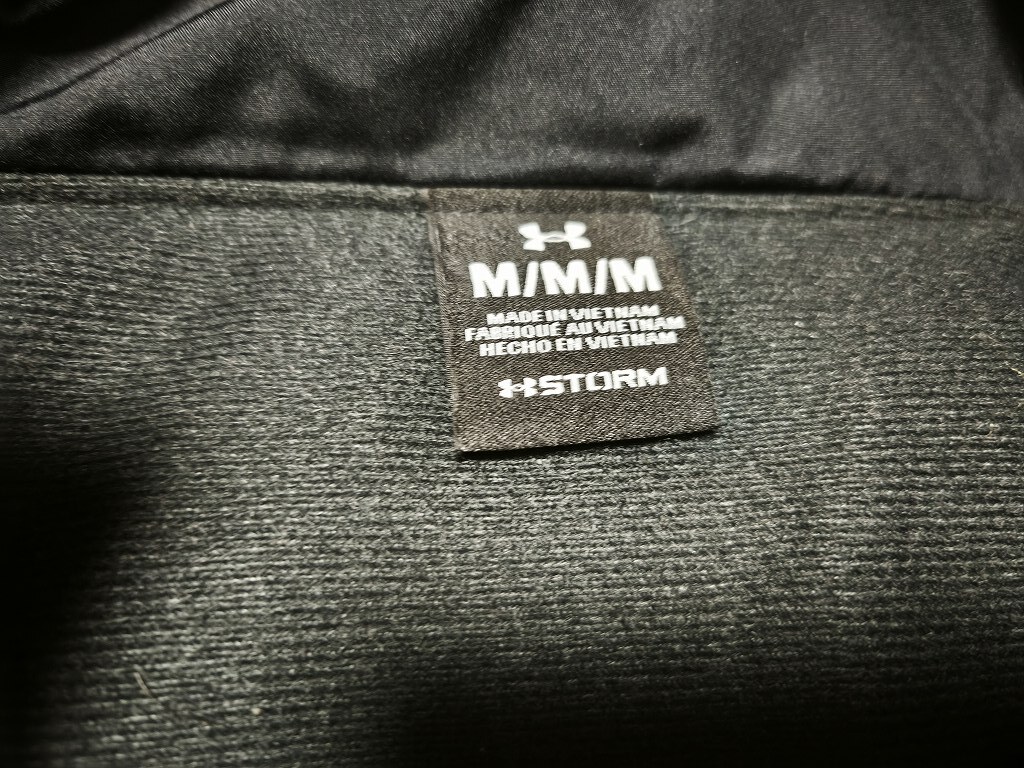 M/M/M
MADE IN VIETNAM
FABRIQUÉ AU VIETNAM
HECHO EN VIETNAM
STORM